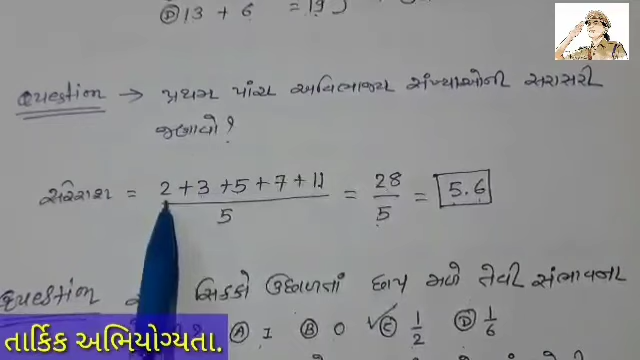 Ⓓ 13 + 6 = 19
Question → પ્રથમ પાંચ અવિભાજ્ય સંખ્યાઓની સરાસરી
જણાવો?
સરેરાશ = 2 + 3 + 5 + 7 + 11 / 5 = 28 / 5 = 5.6
Question સિક્કો ઉછાળતાં છાપ મળે તેવી સંભાવના
Ⓐ 1 Ⓑ 0 ✓Ⓒ 1/2 Ⓓ 1/6
તાર્કિક અભિયોગ્યતા.